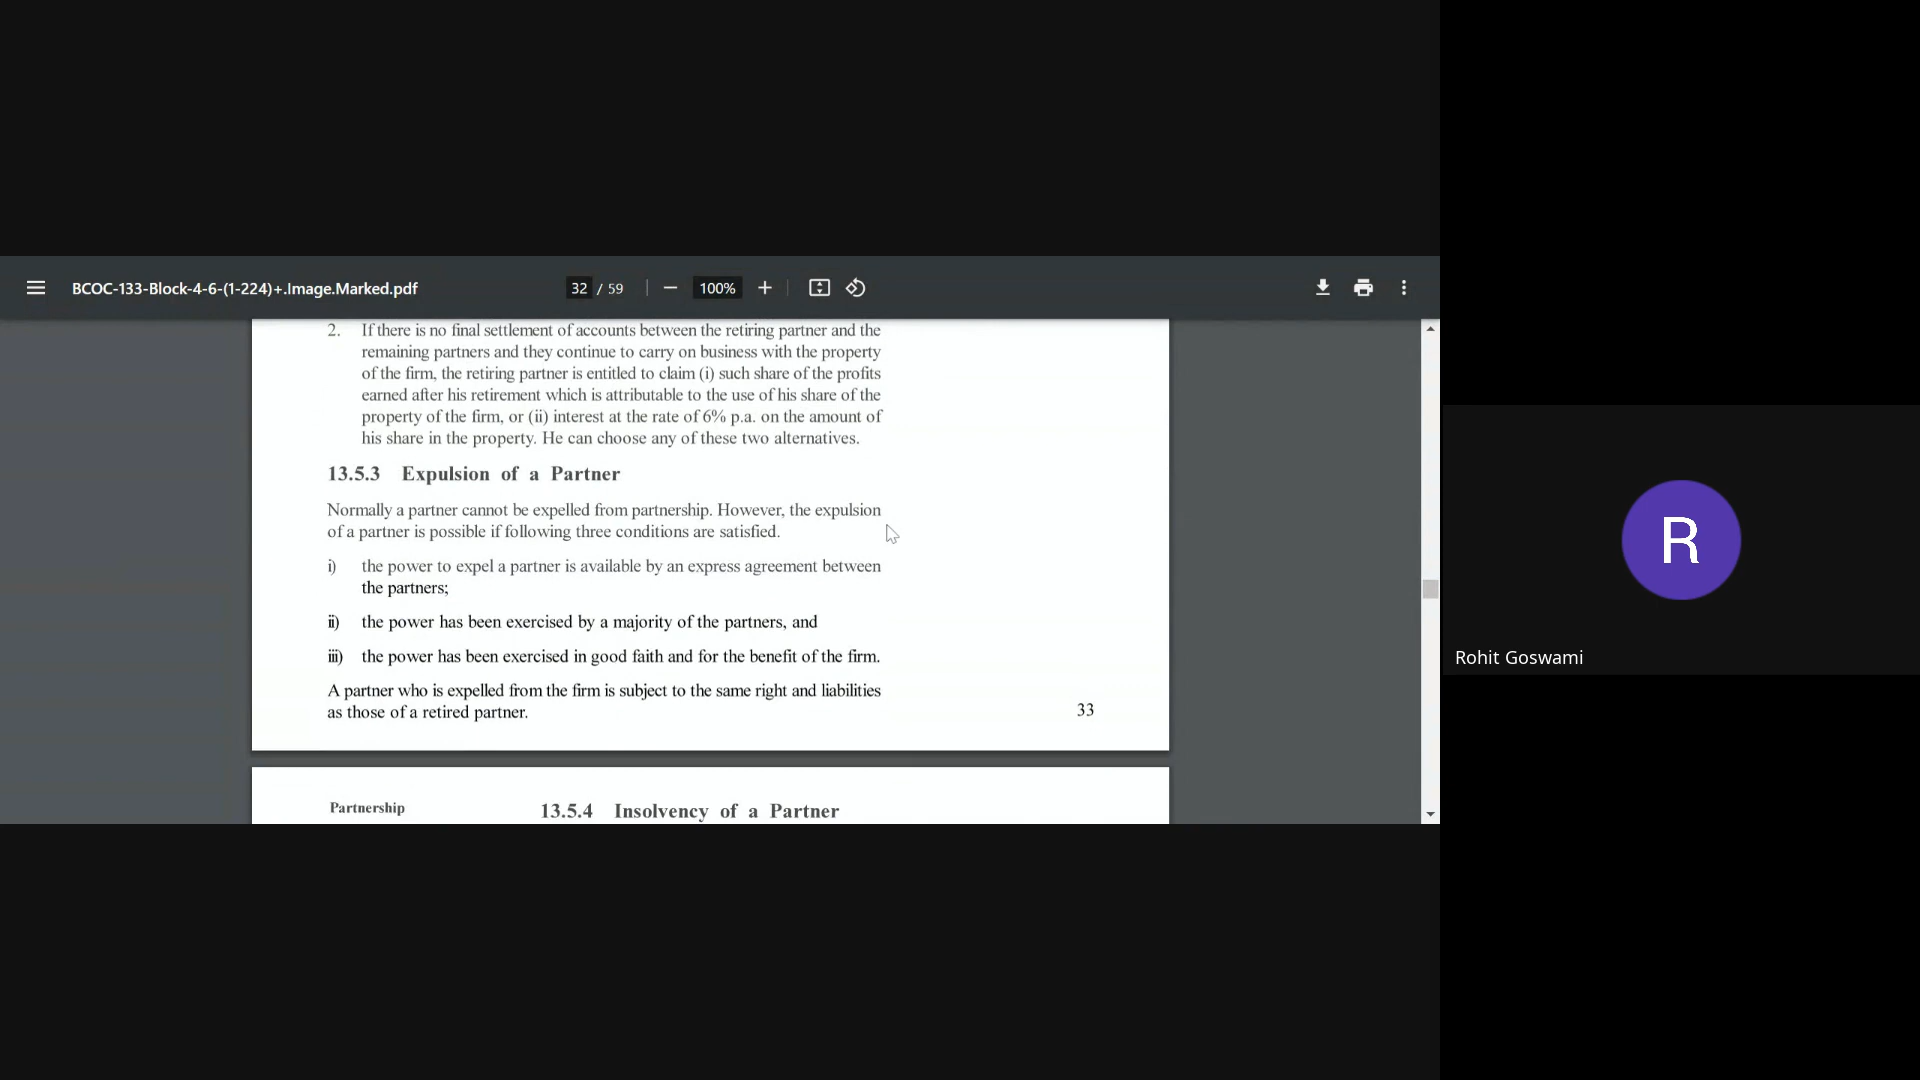 BCOC-133-Block-4-6-(1-224)+.Image.Marked.pdf
32 / 59
100%
2. If there is no final settlement of accounts between the retiring partner and the
remaining partners and they continue to carry on business with the property
of the firm, the retiring partner is entitled to claim (i) such share of the profits
earned after his retirement which is attributable to the use of his share of the
property of the firm, or (ii) interest at the rate of 6% p.a. on the amount of
his share in the property. He can choose any of these two alternatives.
13.5.3 Expulsion of a Partner
Normally a partner cannot be expelled from partnership. However, the expulsion
of a partner is possible if following three conditions are satisfied.
i) the power to expel a partner is available by an express agreement between
the partners;
ii) the power has been exercised by a majority of the partners, and
iii) the power has been exercised in good faith and for the benefit of the firm.
A partner who is expelled from the firm is subject to the same right and liabilities
as those of a retired partner.
33
Partnership
13.5.4 Insolvency of a Partner
R
Rohit Goswami